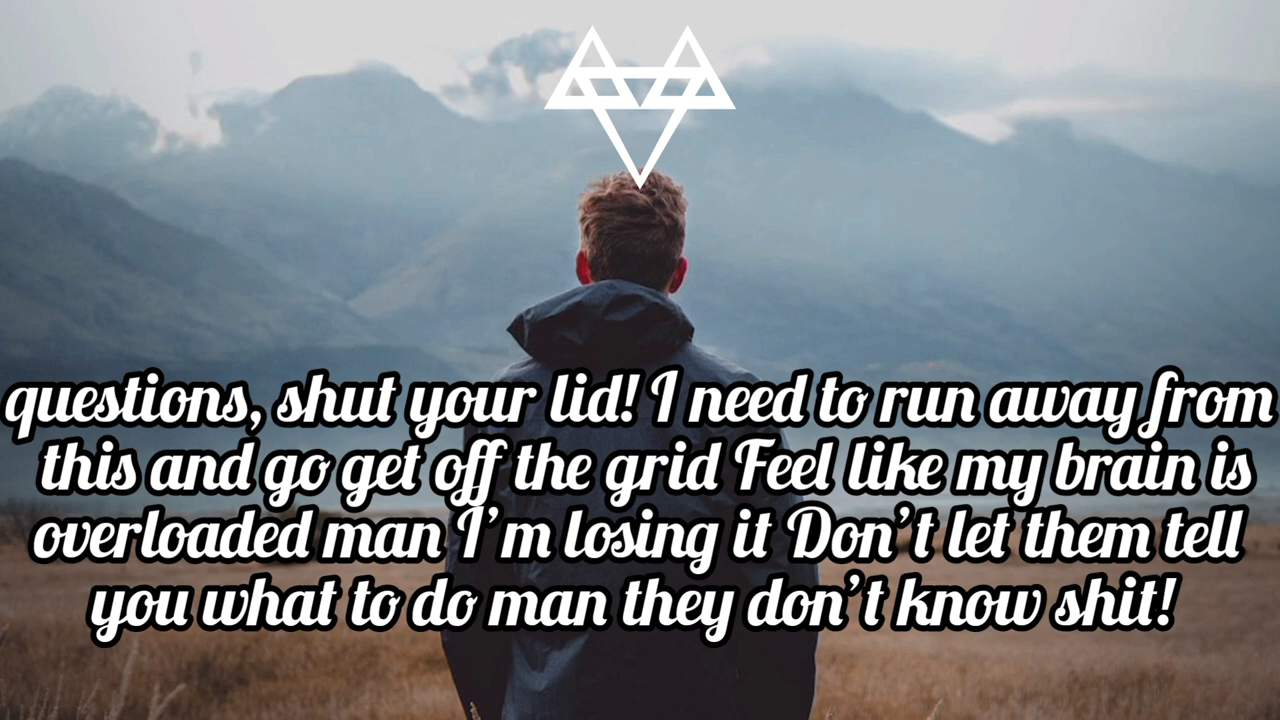 questions, shut your lid! I need to run away from
this and go get off the grid Feel like my brain is
overloaded man I’m losing it Don’t let them tell
you what to do man they don’t know shit!